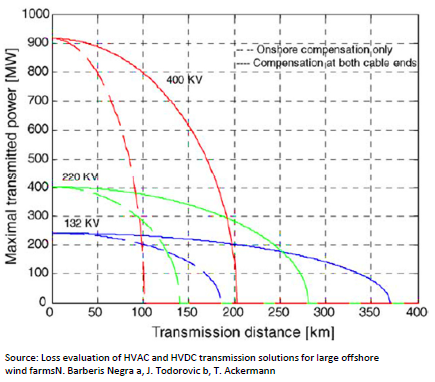 1000
900
800
700
600
500
400
300
200
100
0
Maximal transmitted power [MW]
Onshore compensation only
Compensation at both cable ends
400 KV
220 KV
132 KV
0 50 100 150 200 250 300 350 400
Transmission distance [km]
Source: Loss evaluation of HVAC and HVDC transmission solutions for large offshore
wind farmsN. Barberis Negra a, J. Todorovic b, T. Ackermann